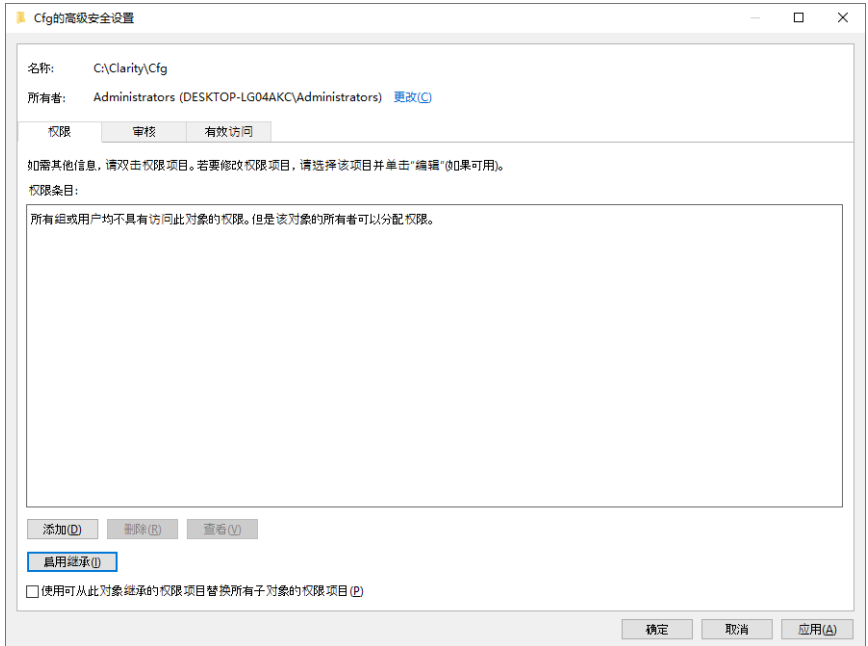 Cfg的高级安全设置
名称: C:\Clarity\Cfg
所有者: Administrators (DESKTOP-LG04AKC\Administrators) 更改(C)
权限 审核 有效访问
如需其他信息，请双击权限项目。若要修改权限项目，请选择该项目并单击“编辑”(如果可用)。
权限条目:
所有组或用户均不具有访问此对象的权限。但是该对象的所有者可以分配权限。
添加(D) 删除(R) 查看(V)
启用继承(I)
使用可从此对象继承的权限项目替换所有子对象的权限项目(P)
确定 取消 应用(A)